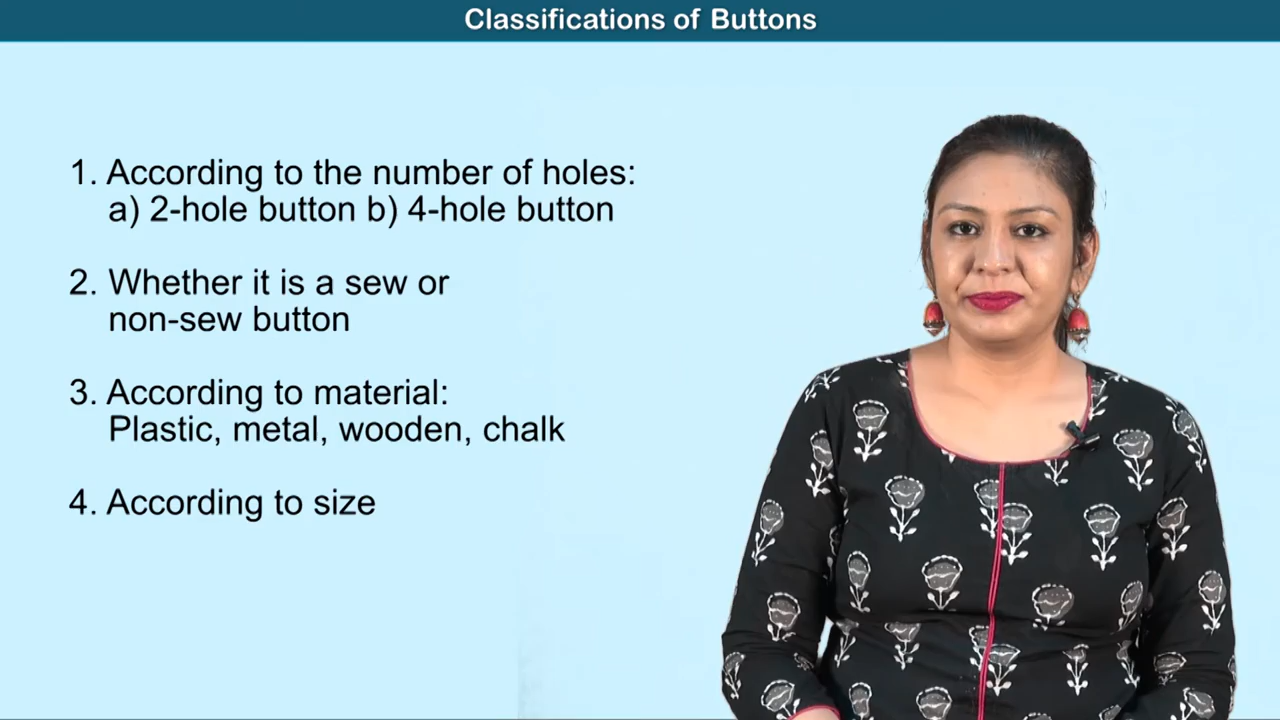 Classifications of Buttons
1. According to the number of holes:
a) 2-hole button b) 4-hole button
2. Whether it is a sew or
non-sew button
3. According to material:
Plastic, metal, wooden, chalk
4. According to size